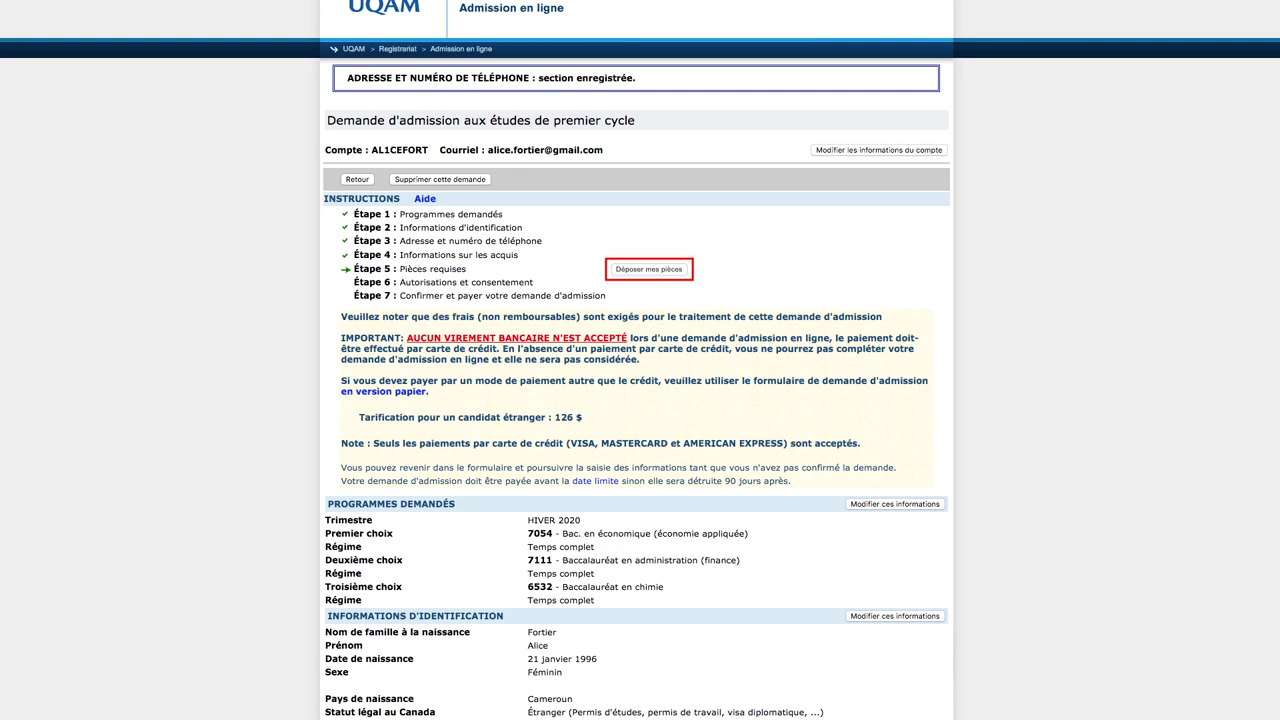 UQAM
Admission en ligne
UQAM > Registrariat > Admission en ligne
ADRESSE ET NUMÉRO DE TÉLÉPHONE : section enregistrée.
Demande d'admission aux études de premier cycle
Compte : AL1CEFORT Courriel : alice.fortier@gmail.com Modifier les informations du compte
Retour Supprimer cette demande
INSTRUCTIONS Aide
Étape 1 : Programmes demandés
Étape 2 : Informations d'identification
Étape 3 : Adresse et numéro de téléphone
Étape 4 : Informations sur les acquis
Étape 5 : Pièces requises Déposer mes pièces
Étape 6 : Autorisations et consentement
Étape 7 : Confirmer et payer votre demande d'admission
Veuillez noter que des frais (non remboursables) sont exigés pour le traitement de cette demande d'admission
IMPORTANT: AUCUN VIREMENT BANCAIRE N'EST ACCEPTÉ lors d'une demande d'admission en ligne, le paiement doit-
être effectué par carte de crédit. En l'absence d'un paiement par carte de crédit, vous ne pourrez pas compléter votre
demande d'admission en ligne et elle ne sera pas considérée.
Si vous devez payer par un mode de paiement autre que le crédit, veuillez utiliser le formulaire de demande d'admission
en version papier.
Tarification pour un candidat étranger : 126 $
Note : Seuls les paiements par carte de crédit (VISA, MASTERCARD et AMERICAN EXPRESS) sont acceptés.
Vous pouvez revenir dans le formulaire et poursuivre la saisie des informations tant que vous n'avez pas confirmé la demande.
Votre demande d'admission doit être payée avant la date limite sinon elle sera détruite 90 jours après.
PROGRAMMES DEMANDÉS Modifier ces informations
Trimestre HIVER 2020
Premier choix 7054 - Bac. en économique (économie appliquée)
Régime Temps complet
Deuxième choix 7111 - Baccalauréat en administration (finance)
Régime Temps complet
Troisième choix 6532 - Baccalauréat en chimie
Régime Temps complet
INFORMATIONS D'IDENTIFICATION Modifier ces informations
Nom de famille à la naissance Fortier
Prénom Alice
Date de naissance 21 janvier 1996
Sexe Féminin
Pays de naissance Cameroun
Statut légal au Canada Étranger (Permis d'études, permis de travail, visa diplomatique, ...)